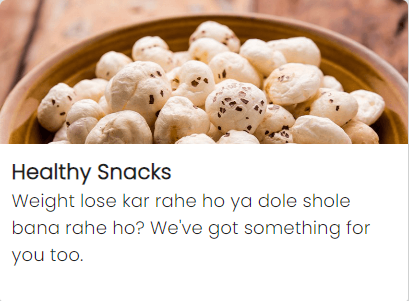 Healthy Snacks
Weight lose kar rahe ho ya dole shole
bana rahe ho? We've got something for
you too.